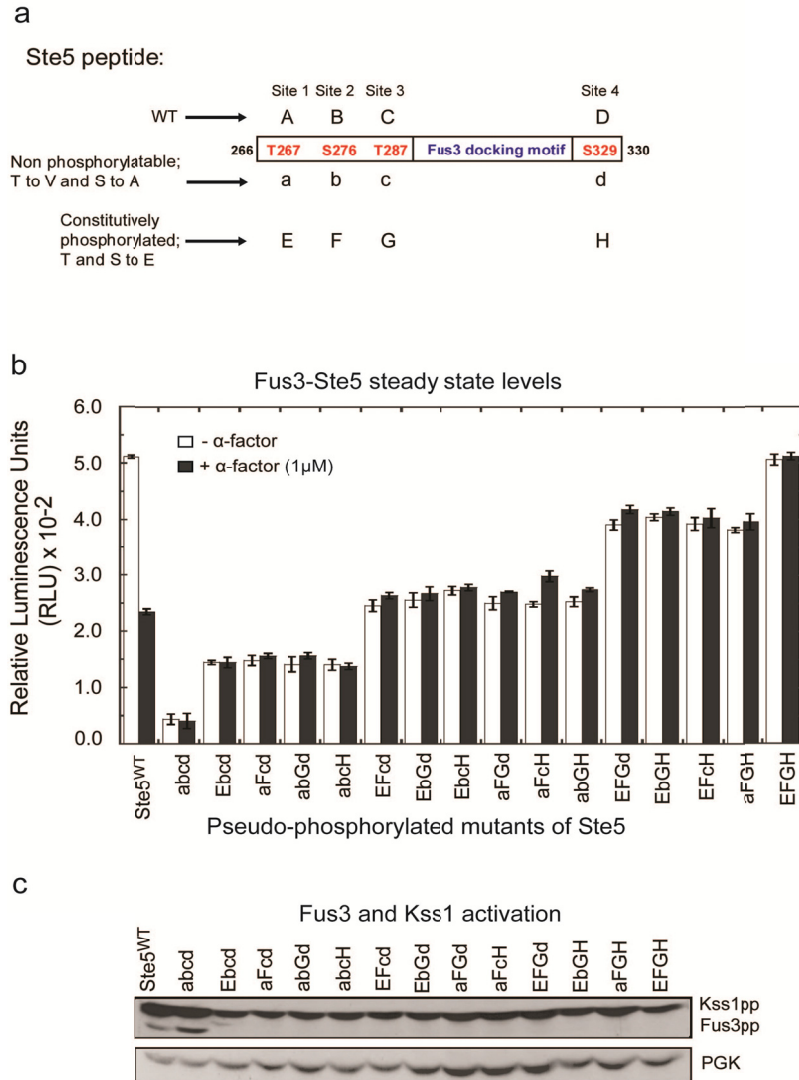 a
Ste5 peptide:
Site 1 Site 2 Site 3 Site 4
WT A B C D
266 T267 S276 T287 Fus3 docking motif S329 330
Non phosphorylatable;
T to V and S to A
a b c d
Constitutively
phosphorylated;
T and S to E
E F G H
b
Fus3-Ste5 steady state levels
Relative Luminescence Units
(RLU) x 10-2
6.0
5.0
4.0
3.0
2.0
1.0
0.0
- α-factor
+ α-factor (1µM)
Ste5WT abcd Ebcd aFcd abGd abcH EFcd EbGd EbcH aFGd aFcH abGH EFGd EbGH EFcH aFGH EFGH
Pseudo-phosphorylated mutants of Ste5
c
Fus3 and Kss1 activation
Ste5WT abcd Ebcd aFcd abGd abcH EFcd EbGd aFGd aFcH EFGd EbGH aFGH EFGH
Kss1pp
Fus3pp
PGK